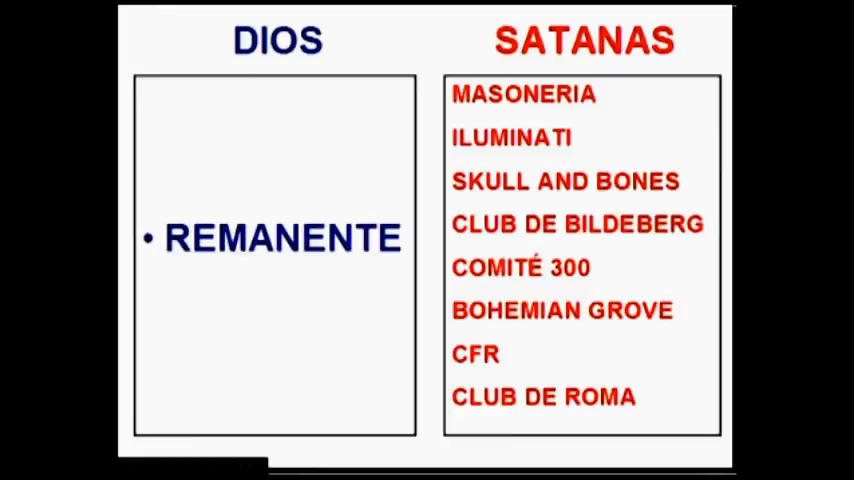 DIOS
SATANAS
• REMANENTE
MASONERIA
ILUMINATI
SKULL AND BONES
CLUB DE BILDEBERG
COMITÉ 300
BOHEMIAN GROVE
CFR
CLUB DE ROMA